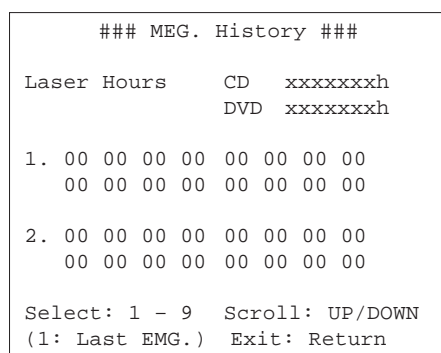 ### MEG. History ###
Laser Hours CD xxxxxxxh
DVD xxxxxxxh
1. 00 00 00 00 00 00 00 00
00 00 00 00 00 00 00 00
2. 00 00 00 00 00 00 00 00
00 00 00 00 00 00 00 00
Select: 1 – 9 Scroll: UP/DOWN
(1: Last EMG.) Exit: Return